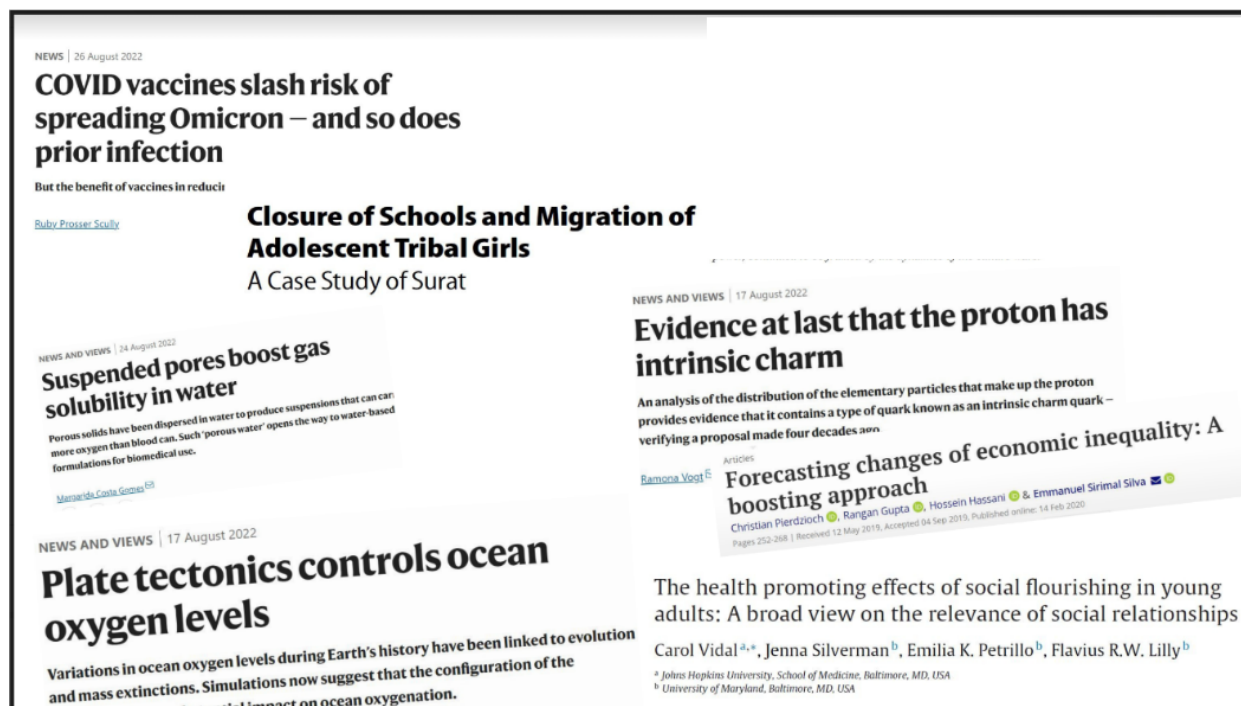 NEWS | 26 August 2022
COVID vaccines slash risk of
spreading Omicron — and so does
prior infection
But the benefit of vaccines in
Ruby Prosser Scully
Closure of Schools and Migration of
Adolescent Tribal Girls
A Case Study of Surat
NEWS AND VIEWS | 24 August 2022
Suspended pores boost gas
solubility in water
Porous solids have been dispersed in water to produce suspensions that can
more oxygen than blood can. Such 'porous water' opens the way to water-based
formulations for biomedical use.
Margarida Costa Gomes
NEWS AND VIEWS | 17 August 2022
Plate tectonics controls ocean
oxygen levels
Variations in ocean oxygen levels during Earth's history have been linked to evolution
and mass extinctions. Simulations now suggest that the configuration of the
impact on ocean oxygenation.
NEWS AND VIEWS | 17 August 2022
Evidence at last that the proton has
intrinsic charm
An analysis of the distribution of the elementary particles that make up the proton
provides evidence that it contains a type of quark known as an intrinsic charm quark —
verifying a proposal made four decades
Ramona Vogt
Articles
Forecasting changes of economic inequality: A
boosting approach
Christian Pierdzioch, Rangan Gupta, Hossein Hassani & Emmanuel Sirimal Silva
Pages 252-268 | Received 12 May 2019, Accepted 04 Sep 2019, Published online: 14 Feb 2020
The health promoting effects of social flourishing in young
adults: A broad view on the relevance of social relationships
Carol Vidal a,*, Jenna Silverman b, Emilia K. Petrillo b, Flavius R.W. Lilly b
a Johns Hopkins University, School of Medicine, Baltimore, MD, USA
b University of Maryland, Baltimore, MD, USA